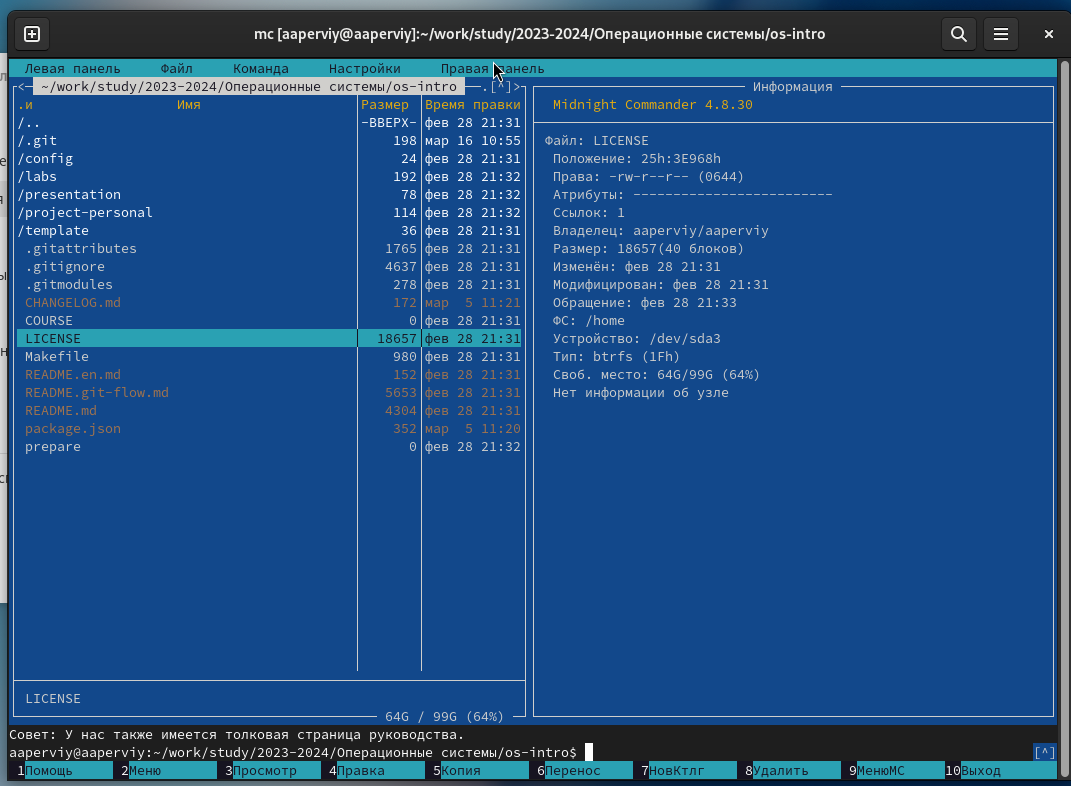 mc [aaperviy@aaperviy]:~/work/study/2023-2024/Операционные системы/os-intro
Левая панель Файл Команда Настройки Правая панель
<─ ~/work/study/2023-2024/Операционные системы/os-intro ──.[^]>
.и Имя Размер Время правки
/.. -ВВЕРХ- фев 28 21:31
/.git 198 мар 16 10:55
/config 24 фев 28 21:31
/labs 192 фев 28 21:32
/presentation 78 фев 28 21:32
/project-personal 114 фев 28 21:32
/template 36 фев 28 21:32
.gitattributes 1765 фев 28 21:31
.gitignore 4637 фев 28 21:31
.gitmodules 278 фев 28 21:31
CHANGELOG.md 172 мар 5 11:21
COURSE 0 фев 28 21:31
LICENSE 18657 фев 28 21:31
Makefile 980 фев 28 21:31
README.en.md 152 фев 28 21:31
README.git-flow.md 5653 фев 28 21:31
README.md 4304 фев 28 21:31
package.json 352 мар 5 11:20
prepare 0 фев 28 21:32
LICENSE
64G / 99G (64%)
Информация
Midnight Commander 4.8.30
Файл: LICENSE
Положение: 25h:3E968h
Права: -rw-r--r-- (0644)
Атрибуты: -------------------------
Ссылок: 1
Владелец: aaperviy/aaperviy
Размер: 18657(40 блоков)
Изменён: фев 28 21:31
Модифицирован: фев 28 21:31
Обращение: фев 28 21:33
ФС: /home
Устройство: /dev/sda3
Тип: btrfs (1Fh)
Своб. место: 64G/99G (64%)
Нет информации об узле
Совет: У нас также имеется толковая страница руководства.
aaperviy@aaperviy:~/work/study/2023-2024/Операционные системы/os-intro$ [^]
1Помощь 2Меню 3Просмотр 4Правка 5Копия 6Перенос 7НовКтлг 8Удалить 9МенюMC 10Выход